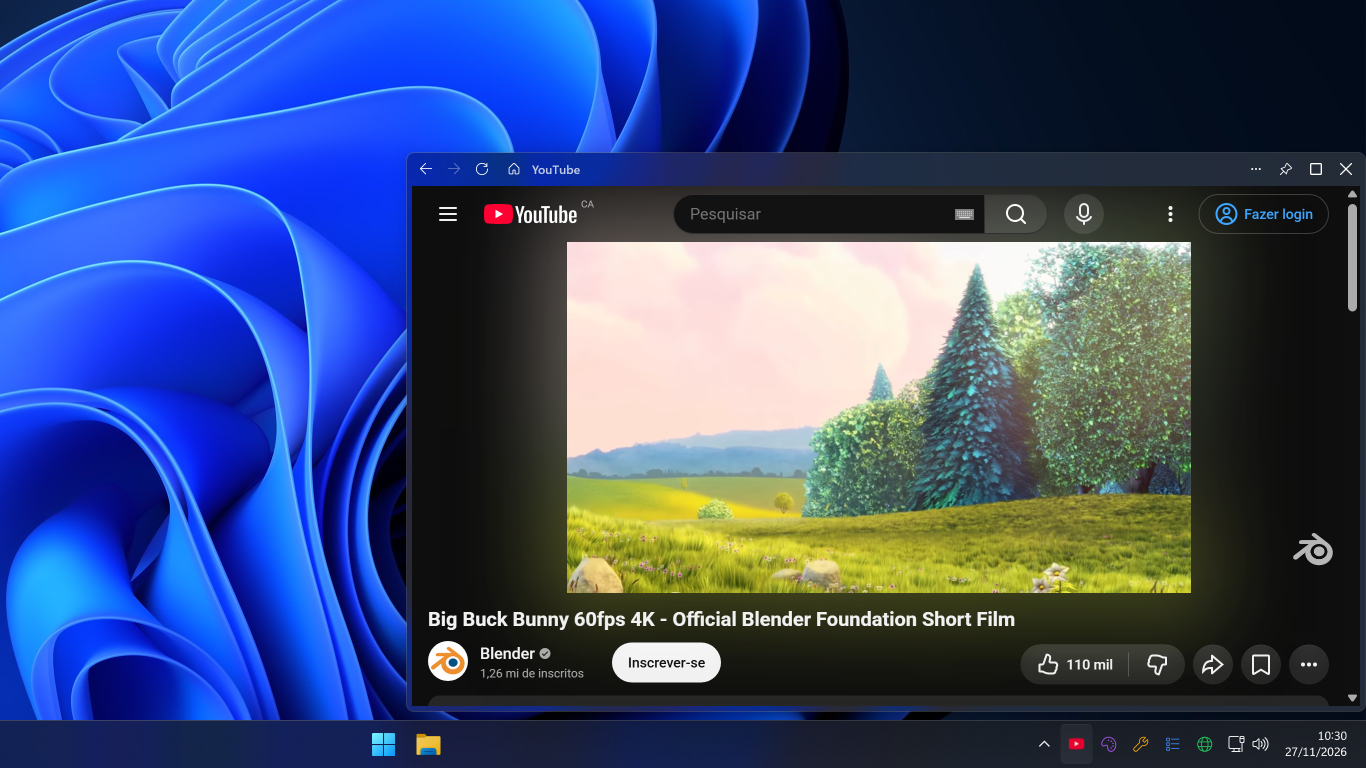 YouTube
YouTube CA
Pesquisar
Fazer login
Big Buck Bunny 60fps 4K - Official Blender Foundation Short Film
Blender
1,26 mi de inscritos
Inscrever-se
110 mil
10:30
27/11/2026